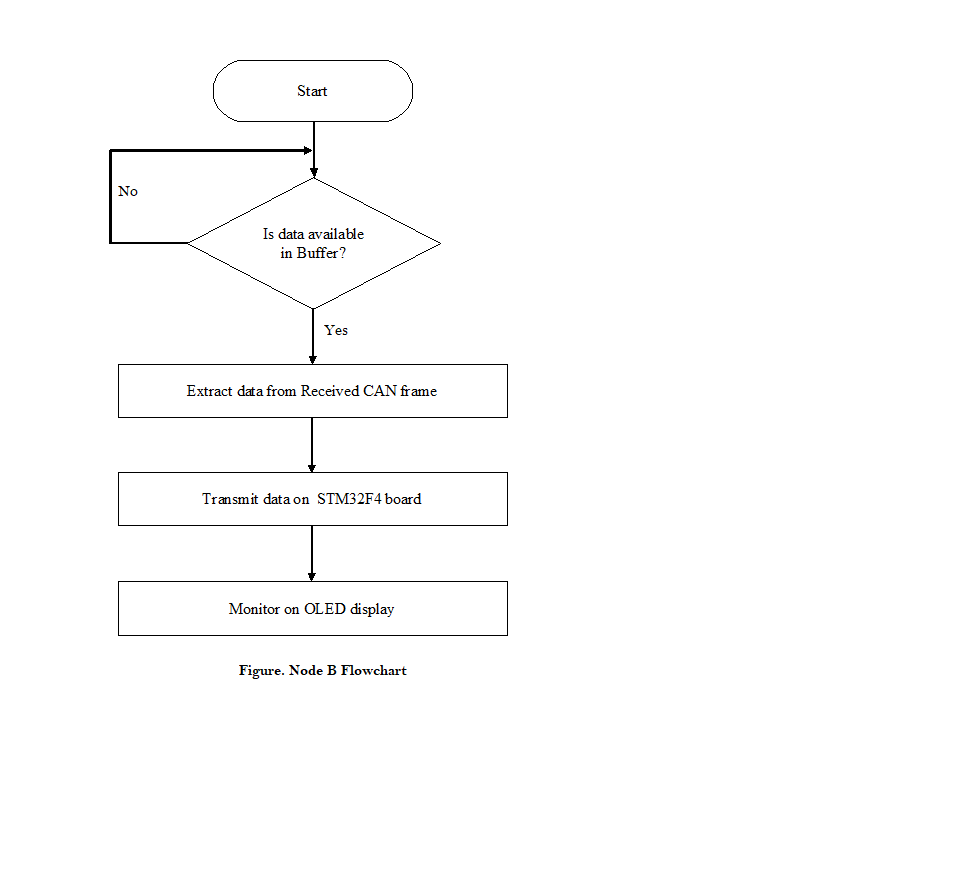 Start
No
Is data available
in Buffer?
Yes
Extract data from Received CAN frame
Transmit data on  STM32F4 board
Monitor on OLED display
Figure. Node B Flowchart